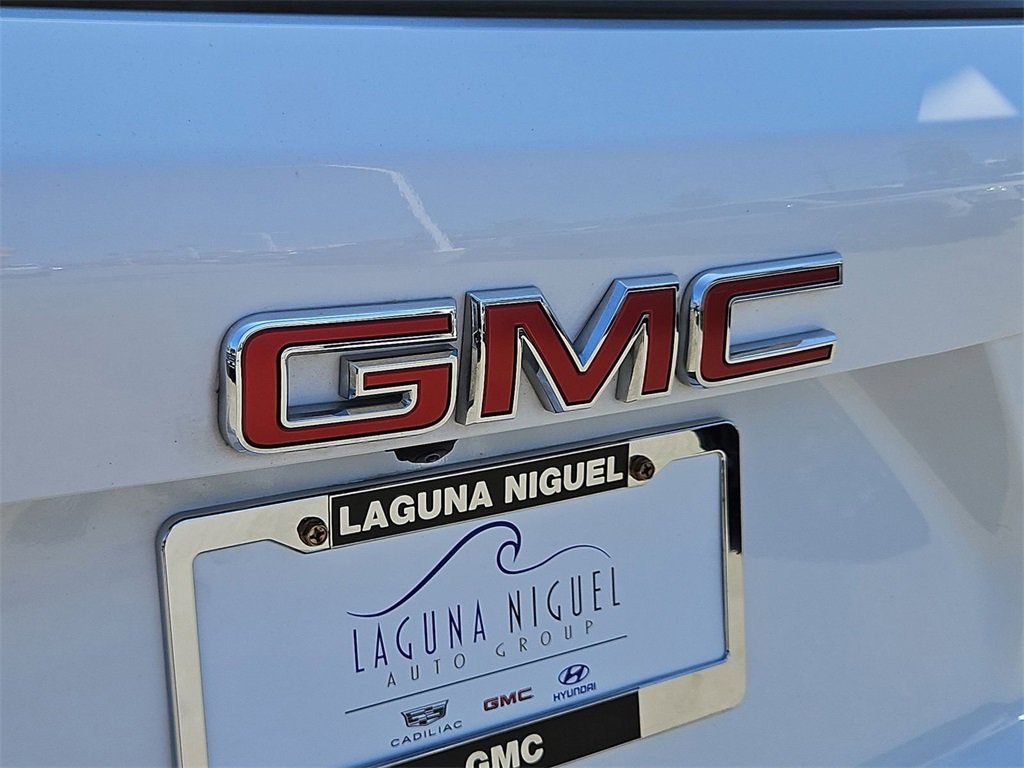 GMC
LAGUNA NIGUEL
LAGUNA NIGUEL
AUTO GROUP
CADILLAC GMC HYUNDAI
GMC